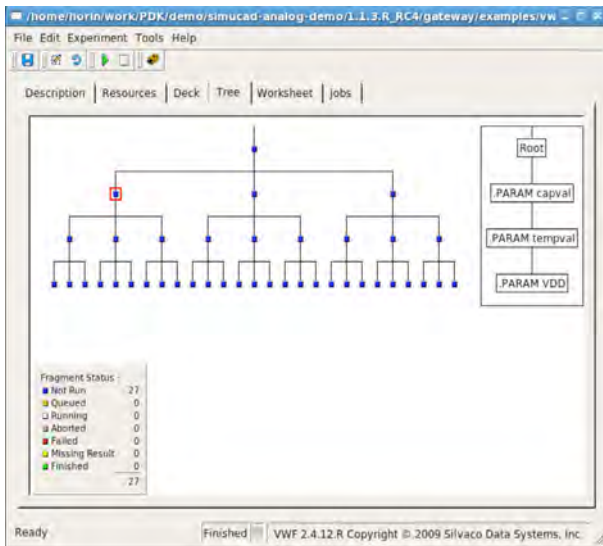 /home/horin/work/PDK/demo/simucad-analog-demo/1.1.3.R_RC4/gateway/examples/vw
File Edit Experiment Tools Help
Description Resources Deck Tree Worksheet Jobs
Root
.PARAM capval
.PARAM tempval
.PARAM VDD
Fragment Status
Not Run 27
Queued 0
Running 0
Aborted 0
Failed 0
Missing Result 0
Finished 0
27
Ready Finished VWF 2.4.12.R Copyright © 2009 Silvaco Data Systems, Inc.